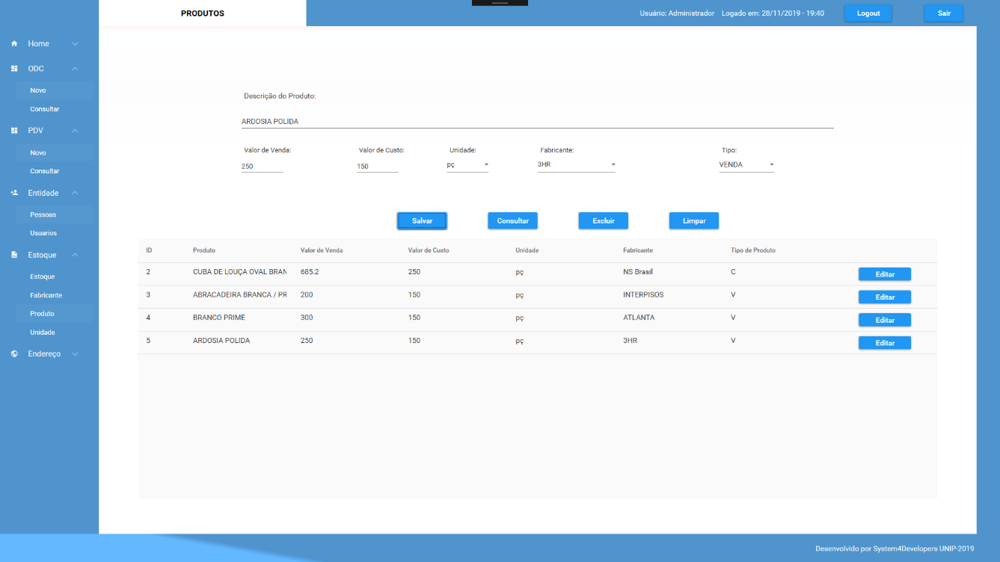 PRODUTOS
Usuário: Administrador Logado em: 28/11/2019 - 19:40 Logout Sair
Home
ODC
Novo
Consultar
PDV
Novo
Consultar
Entidade
Pessoas
Usuarios
Estoque
Estoque
Fabricante
Produto
Unidade
Endereço
Descrição do Produto:
ARDOSIA POLIDA
Valor de Venda: Valor de Custo: Unidade: Fabricante: Tipo:
250 150 pç 3HR VENDA
Salvar Consultar Excluir Limpar
ID Produto Valor de Venda Valor de Custo Unidade Fabricante Tipo de Produto
2 CUBA DE LOUÇA OVAL BRAN 685.2 250 pç NS Brasil C Editar
3 ABRACADEIRA BRANCA / PR 200 150 pç INTERPISOS V Editar
4 BRANCO PRIME 300 150 pç ATLANTA V Editar
5 ARDOSIA POLIDA 250 150 pç 3HR V Editar
Desenvolvido por System4Developers UNIP-2019